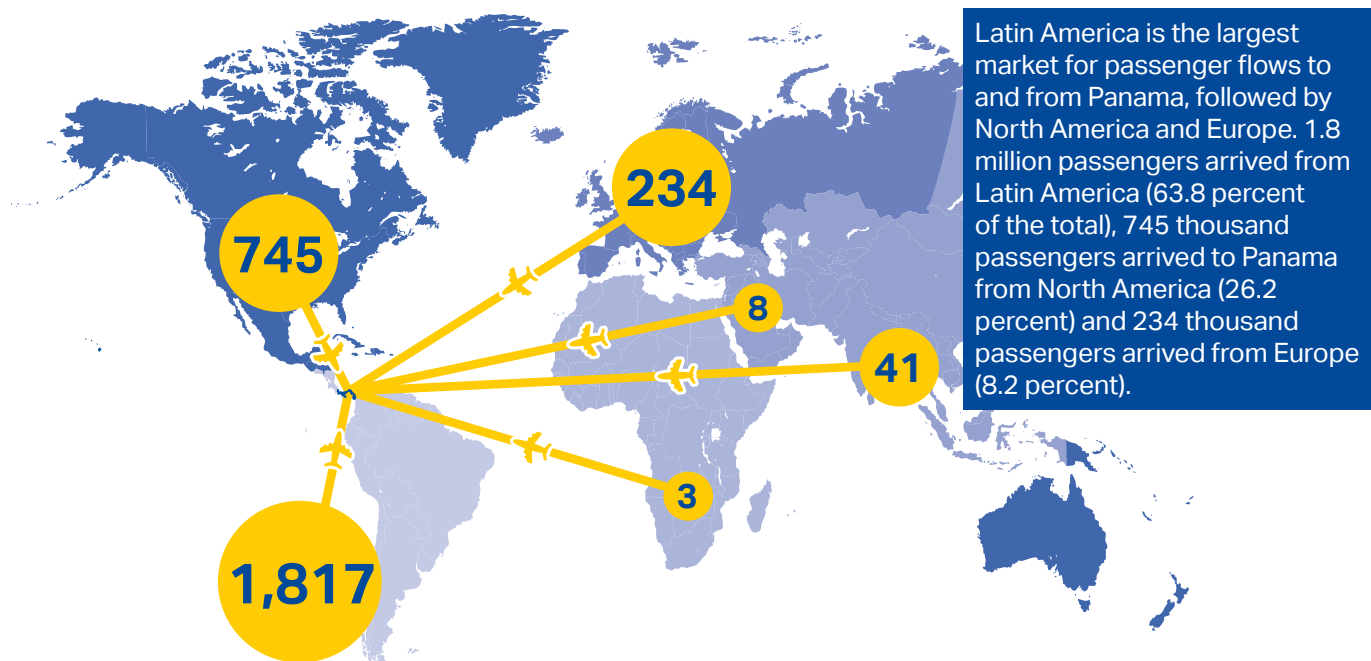 Latin America is the largest
market for passenger flows to
and from Panama, followed by
North America and Europe. 1.8
million passengers arrived from
Latin America (63.8 percent
of the total), 745 thousand
passengers arrived to Panama
from North America (26.2
percent) and 234 thousand
passengers arrived from Europe
(8.2 percent).
234
745
8
41
3
1,817